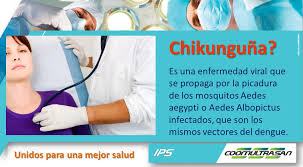 Chikunguña?
Es una enfermedad viral que
se propaga por la picadura
de los mosquitos Aedes
aegypti o Aedes Albopictus
infectados, que son los
mismos vectores del dengue.
Unidos para una mejor salud
IPS
COOMULTRASAN